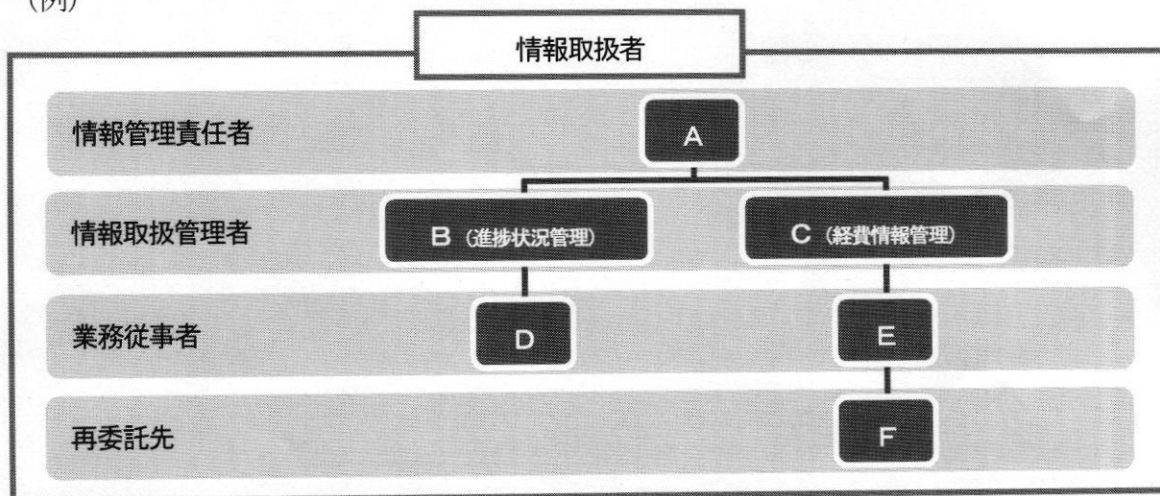 (例)
情報取扱者
情報管理責任者
A
情報取扱管理者
B (進捗状況管理)
C (経費情報管理)
業務従事者
D
E
再委託先
F